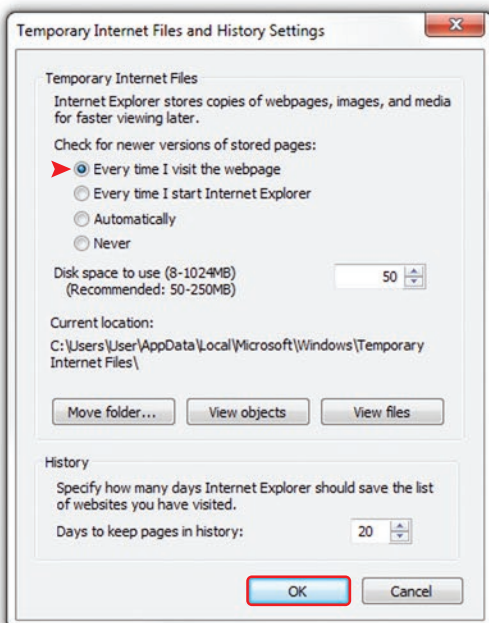 Temporary Internet Files and History Settings
Temporary Internet Files
Internet Explorer stores copies of webpages, images, and media
for faster viewing later.
Check for newer versions of stored pages:
Every time I visit the webpage
Every time I start Internet Explorer
Automatically
Never
Disk space to use (8-1024MB) 50
(Recommended: 50-250MB)
Current location:
C:\Users\User\AppData\Local\Microsoft\Windows\Temporary
Internet Files\
Move folder... View objects View files
History
Specify how many days Internet Explorer should save the list
of websites you have visited.
Days to keep pages in history: 20
OK Cancel